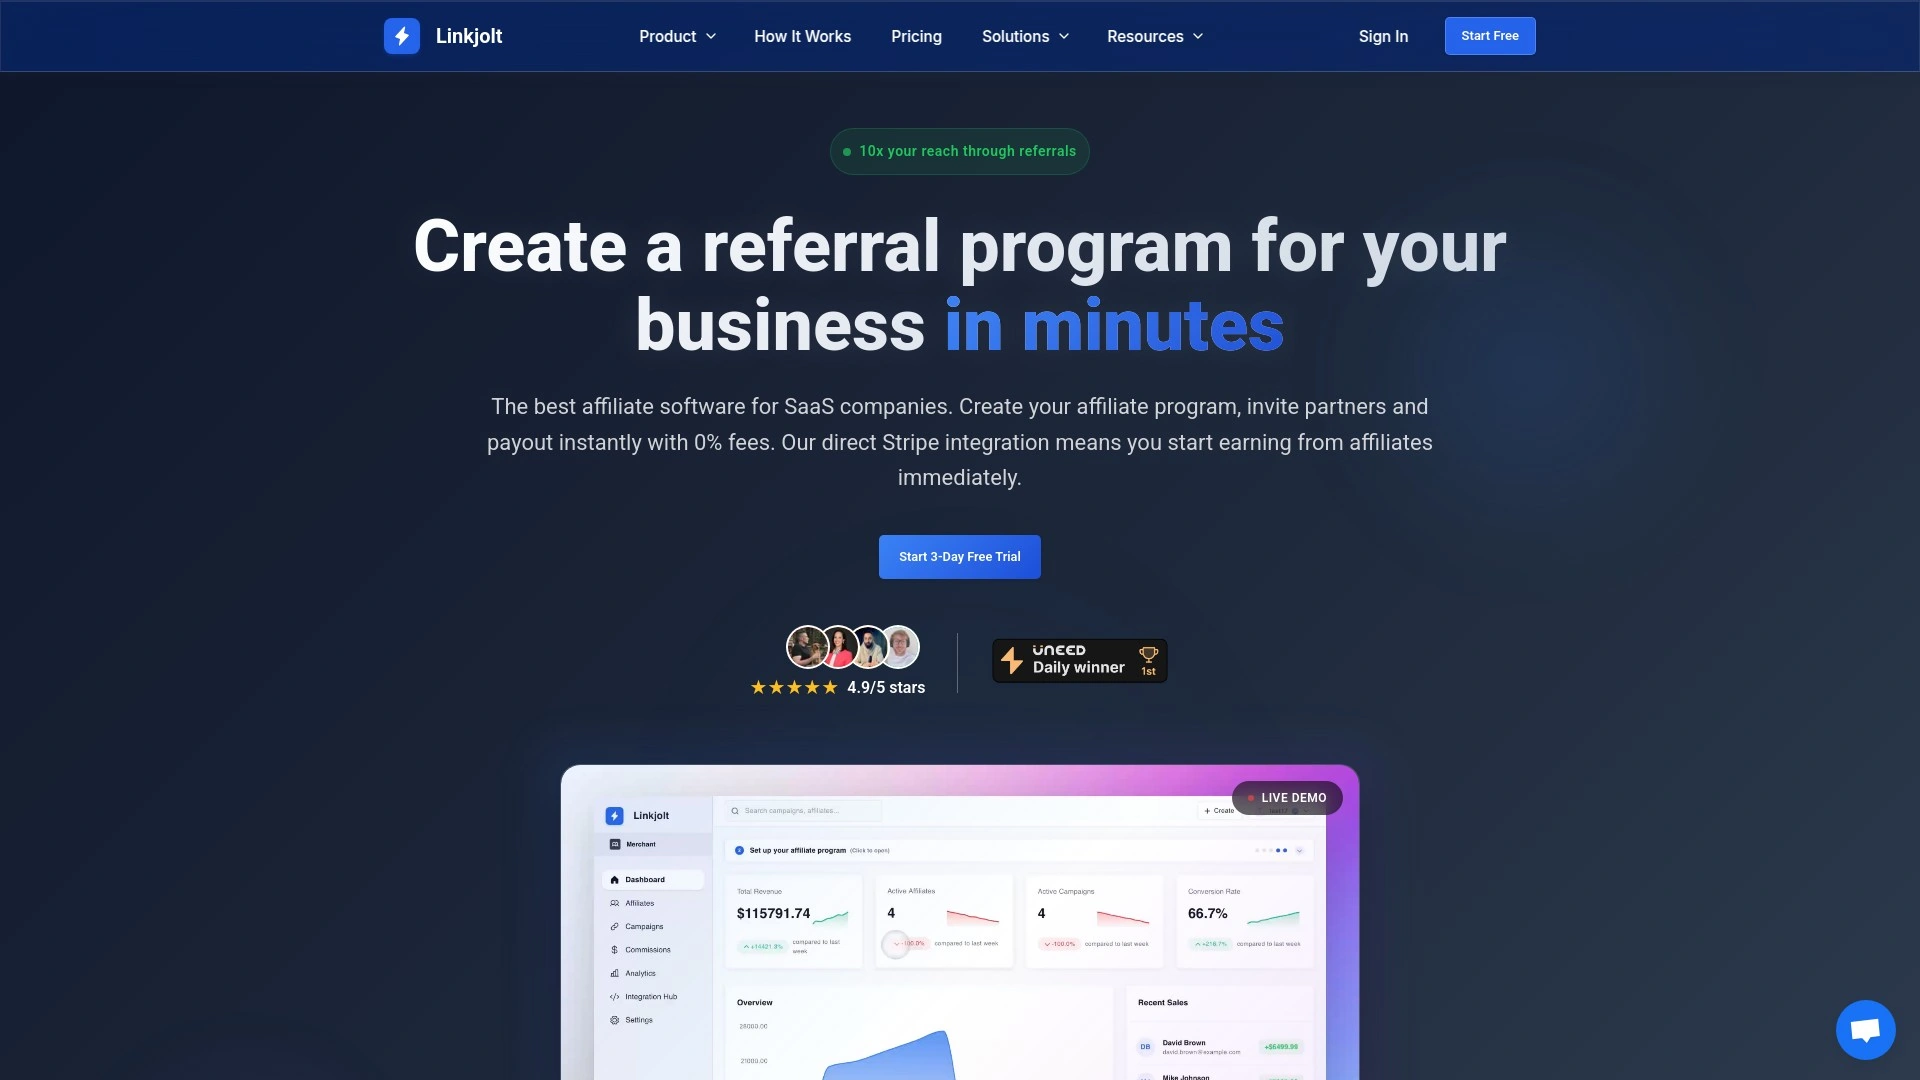 Linkjolt
Product
How It Works
Pricing
Solutions
Resources
Sign In
Start Free
10x your reach through referrals
Create a referral program for your
business in minutes
The best affiliate software for SaaS companies. Create your affiliate program, invite partners and
payout instantly with 0% fees. Our direct Stripe integration means you start earning from affiliates
immediately.
Start 3-Day Free Trial
★★★★★ 4.9/5 stars
UNEED
Daily winner
1st
LIVE DEMO
Linkjolt
Search campaigns, affiliates...
+ Create
Merchant
Set up your affiliate program (Click to open)
Dashboard
Affiliates
Campaigns
Commissions
Analytics
Integration Hub
Settings
Total Revenue
$115791.74
+14421.8% compared to last
week
Active Affiliates
4
-100.0% compared to last week
Active Campaigns
4
-100.0% compared to last week
Conversion Rate
66.7%
+216.7% compared to last week
Overview
28000.00
21000.00
Recent Sales
DB
David Brown
david.brown@example.com
+$6499.98
Mike Johnson